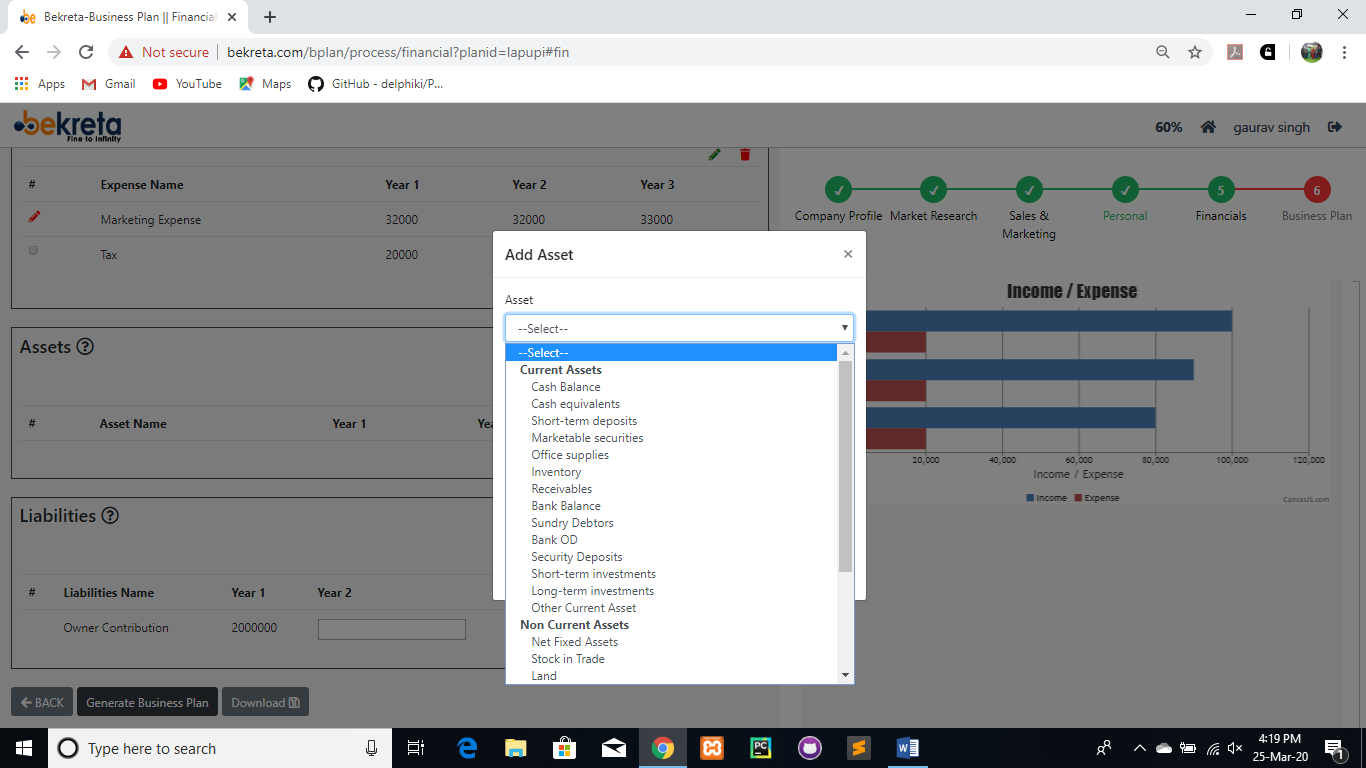 Bekreta-Business Plan || Financial
Not secure | bekreta.com/bplan/process/financial?planid=lapupi#fin
Apps Gmail YouTube Maps GitHub - delphiki/P...
bekreta
Fine to Infinity
60% gaurav singh
# Expense Name Year 1 Year 2 Year 3
Marketing Expense 32000 32000 33000
Tax 20000
Company Profile Market Research Sales & Marketing Personal 5 Financials 6 Business Plan
Assets ?
# Asset Name Year 1
Liabilities ?
# Liabilities Name Year 1 Year 2
Owner Contribution 2000000
BACK Generate Business Plan Download
Add Asset ×
Asset
--Select--
--Select--
Current Assets
Cash Balance
Cash equivalents
Short-term deposits
Marketable securities
Office supplies
Inventory
Receivables
Bank Balance
Sundry Debtors
Bank OD
Security Deposits
Short-term investments
Long-term investments
Other Current Asset
Non Current Assets
Net Fixed Assets
Stock in Trade
Land
Income / Expense
20,000 40,000 60,000 80,000 100,000 120,000
Income / Expense
Income Expense
CanvasJS.com
Type here to search
PC
W
4:19 PM
25-Mar-20
1